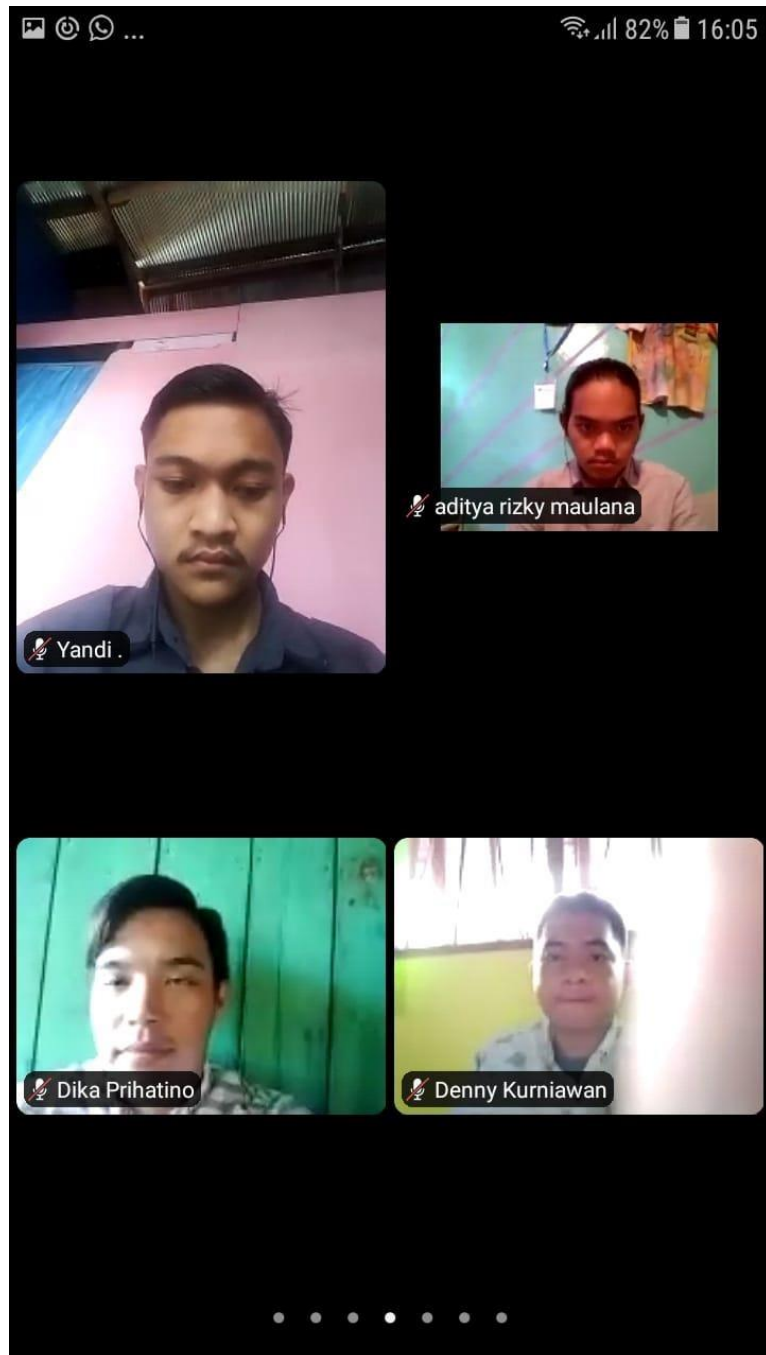 ... 82% 16:05
Yandi .
aditya rizky maulana
Dika Prihatino
Denny Kurniawan